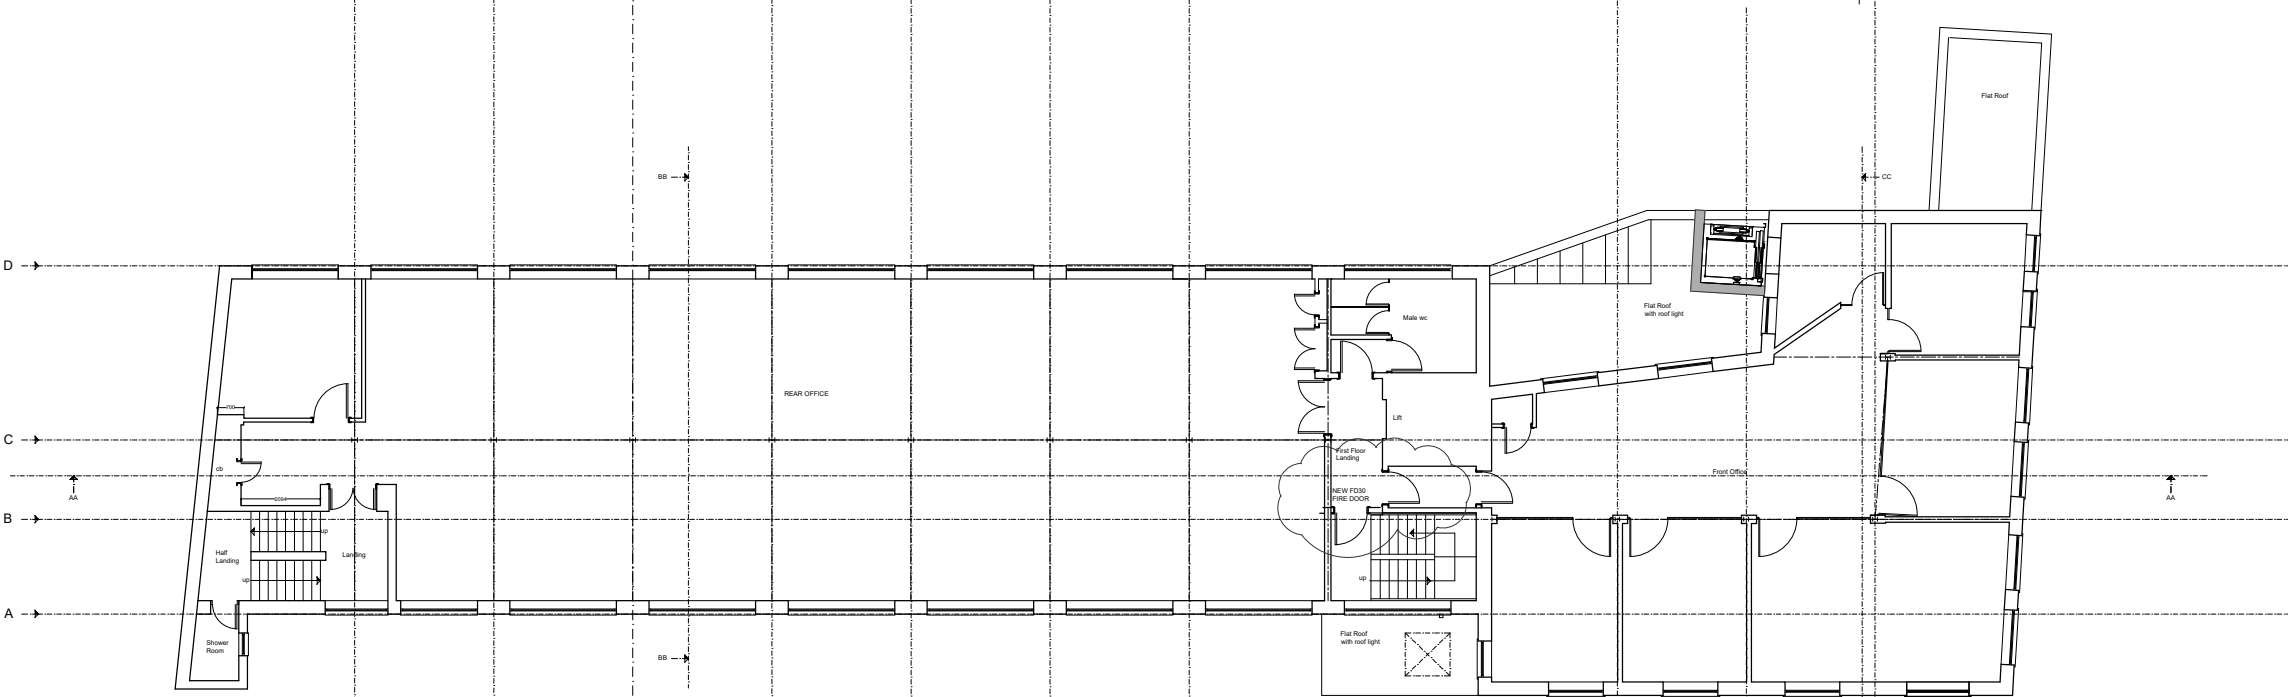 Flat Roof
BB
CC
D
Flat Roof
with roof light
Male wc
REAR OFFICE
700
Lift
C
First Floor
Landing
cb
Front Office
AA
AA
NEW FD30
FIRE DOOR
B
up
Half
Landing
Landing
up
up
A
Shower
Room
Flat Roof
with roof light
BB